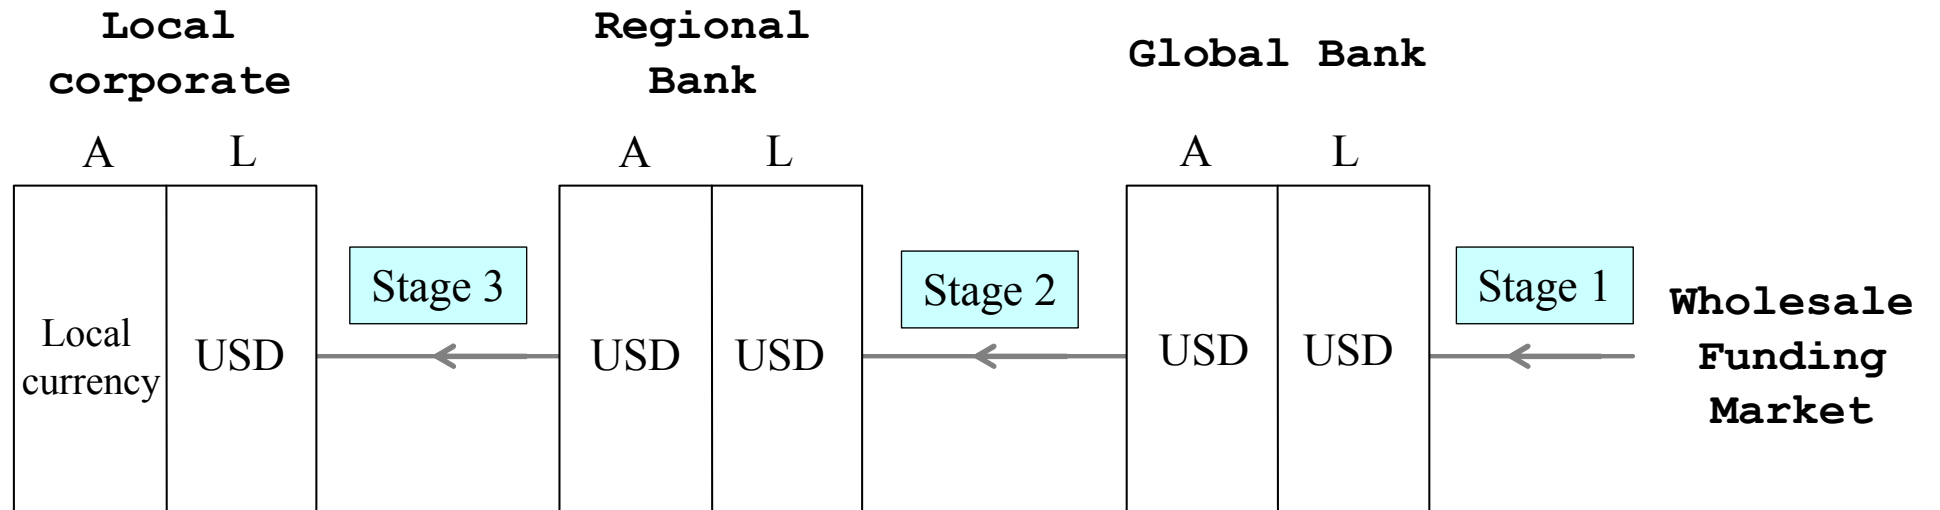 Local
corporate
Regional
Bank
Global Bank
A L
A L
A L
Stage 3
Stage 2
Stage 1
Local
currency
USD
USD
USD
USD
USD
Wholesale
Funding
Market